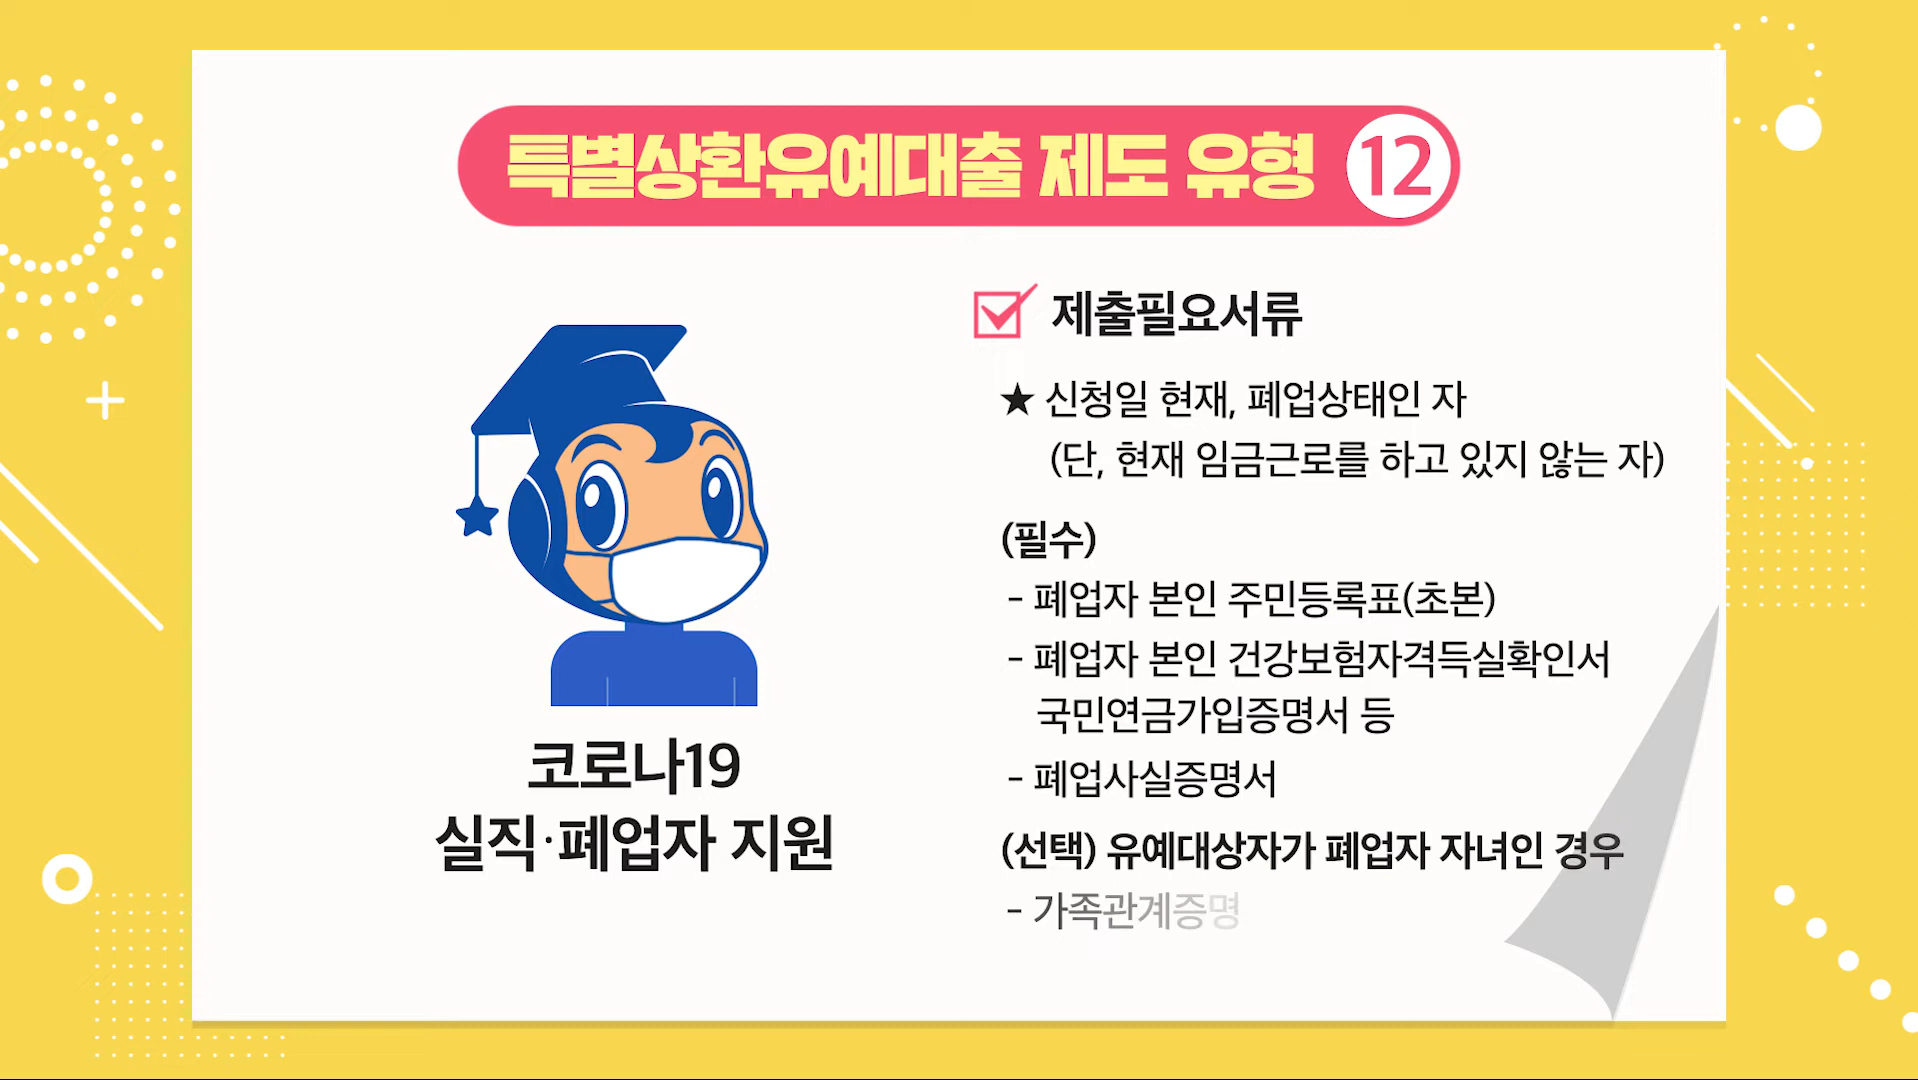 특별상환유예대출 제도 유형 12
제출필요서류
★ 신청일 현재, 폐업상태인 자
(단, 현재 임금근로를 하고 있지 않는 자)
(필수)
- 폐업자 본인 주민등록표(초본)
- 폐업자 본인 건강보험자격득실확인서
국민연금가입증명서 등
- 폐업사실증명서
(선택) 유예대상자가 폐업자 자녀인 경우
- 가족관계증명
코로나19
실직·폐업자 지원